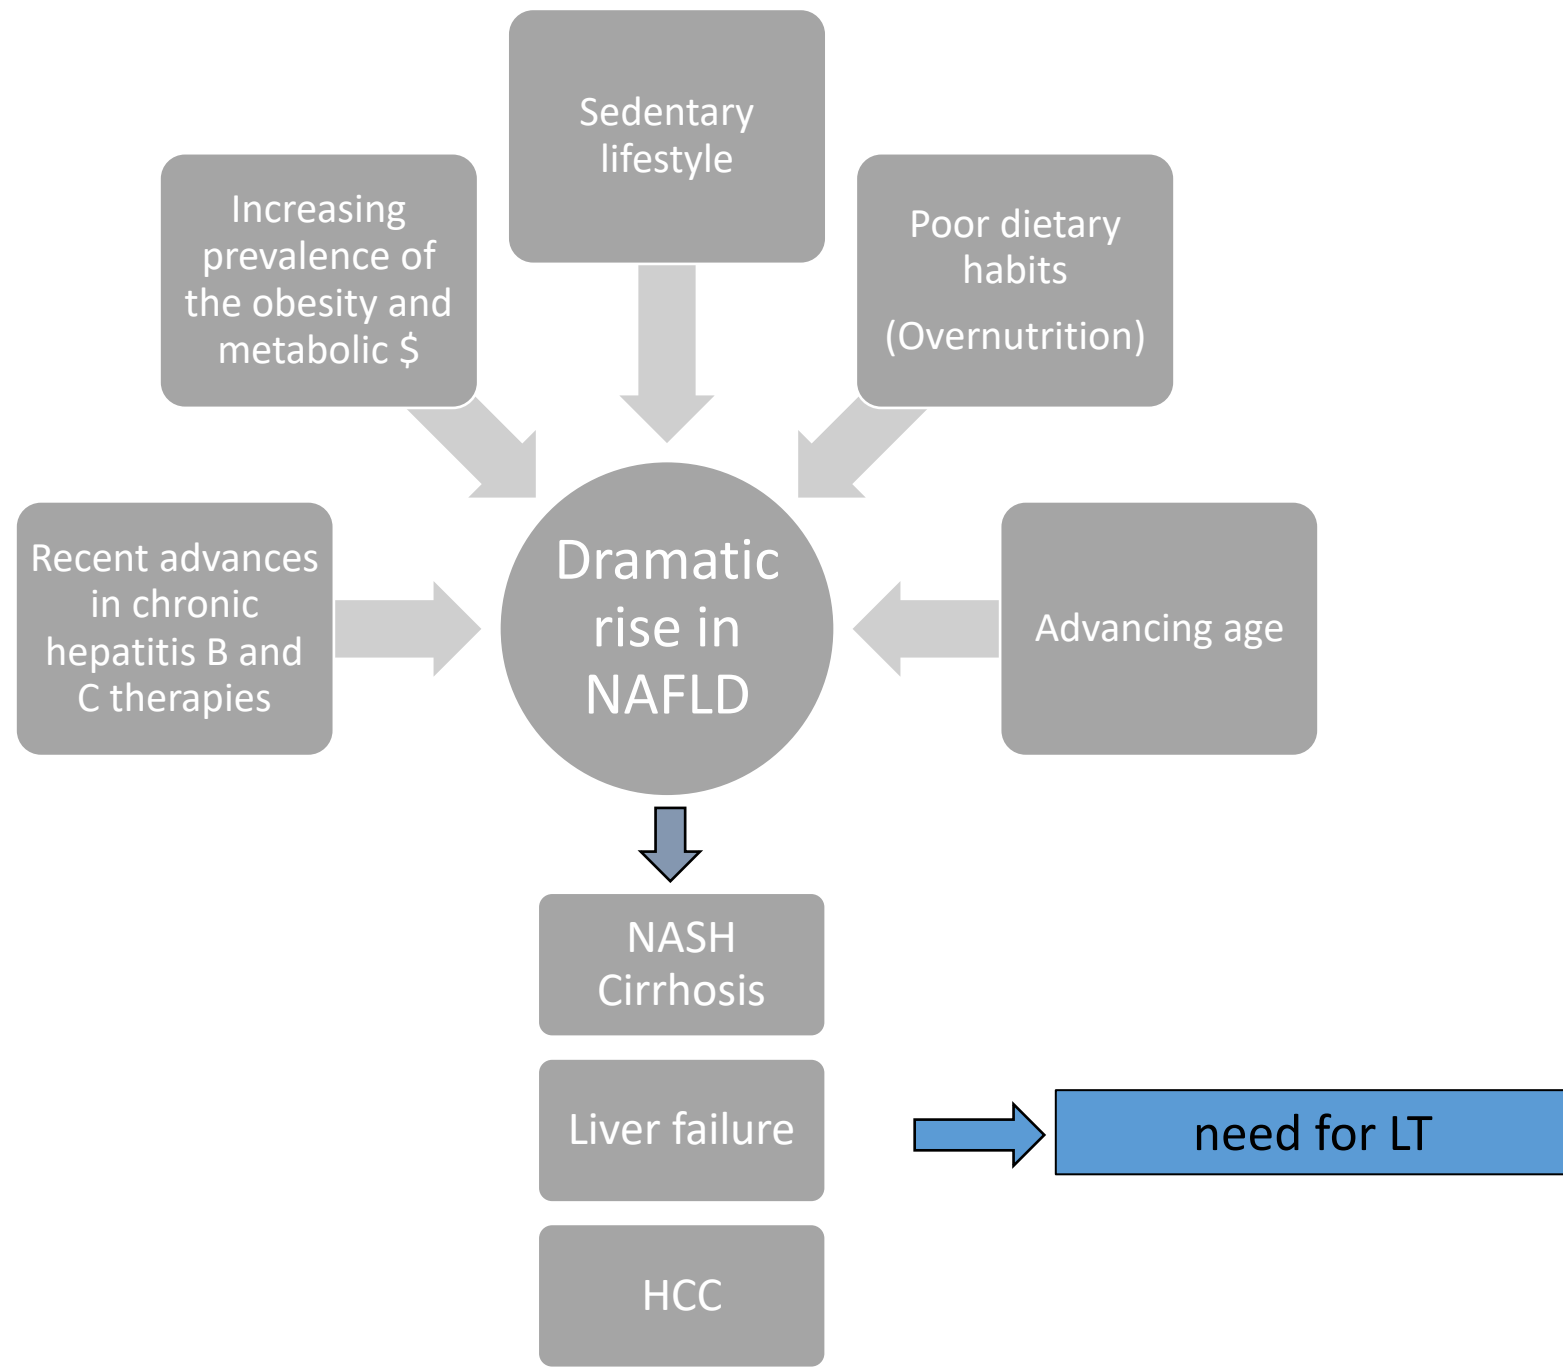 Sedentary
lifestyle
Increasing
prevalence of
the obesity and
metabolic $
Poor dietary
habits
(Overnutrition)
Recent advances
in chronic
hepatitis B and
C therapies
Dramatic
rise in
NAFLD
Advancing age
NASH
Cirrhosis
Liver failure
need for LT
HCC